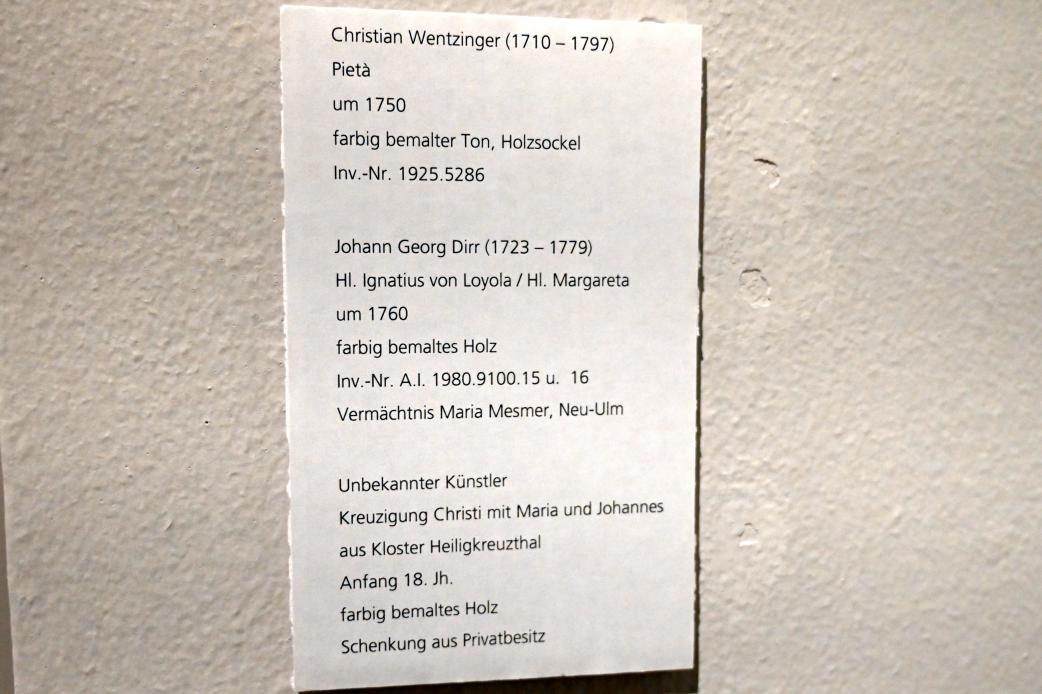 Christian Wentzinger (1710 – 1797)
Pietà
um 1750
farbig bemalter Ton, Holzsockel
Inv.-Nr. 1925.5286
Johann Georg Dirr (1723 – 1779)
Hl. Ignatius von Loyola / Hl. Margareta
um 1760
farbig bemaltes Holz
Inv.-Nr. A.I. 1980.9100.15 u. 16
Vermächtnis Maria Mesmer, Neu-Ulm
Unbekannter Künstler
Kreuzigung Christi mit Maria und Johannes
aus Kloster Heiligkreuzthal
Anfang 18. Jh.
farbig bemaltes Holz
Schenkung aus Privatbesitz